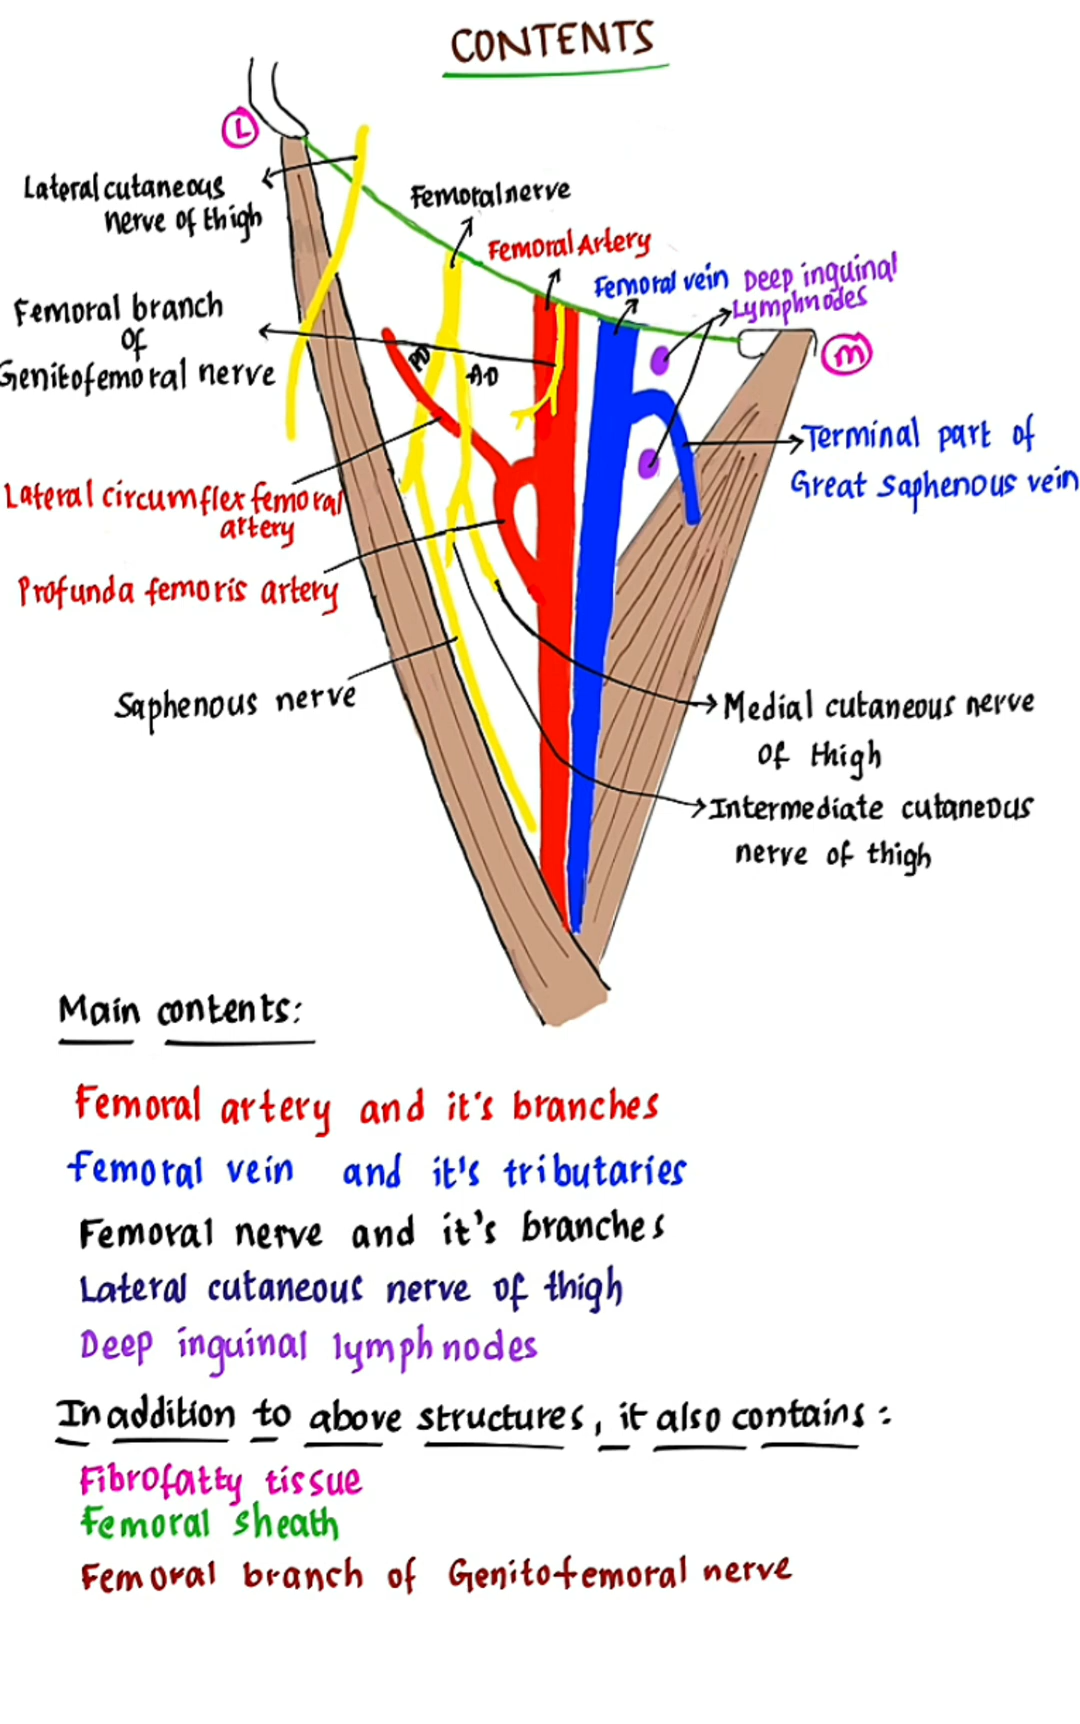 CONTENTS
L
Lateral cutaneous
nerve of thigh
Femoral nerve
Femoral Artery
Femoral vein
Deep inguinal
Lymphnodes
m
Femoral branch
of
Genitofemoral nerve
PD
AD
Terminal part of
Great saphenous vein
Lateral circumflex femoral
artery
Profunda femoris artery
Saphenous nerve
Medial cutaneous nerve
of thigh
Intermediate cutaneous
nerve of thigh
Main contents:
Femoral artery and it's branches
Femoral vein and it's tributaries
Femoral nerve and it's branches
Lateral cutaneous nerve of thigh
Deep inguinal lymph nodes
In addition to above structures, it also contains:
Fibrofatty tissue
Femoral sheath
Femoral branch of Genitofemoral nerve